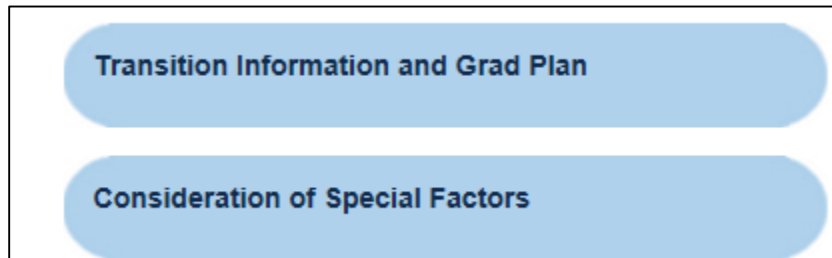 Transition Information and Grad Plan
Consideration of Special Factors